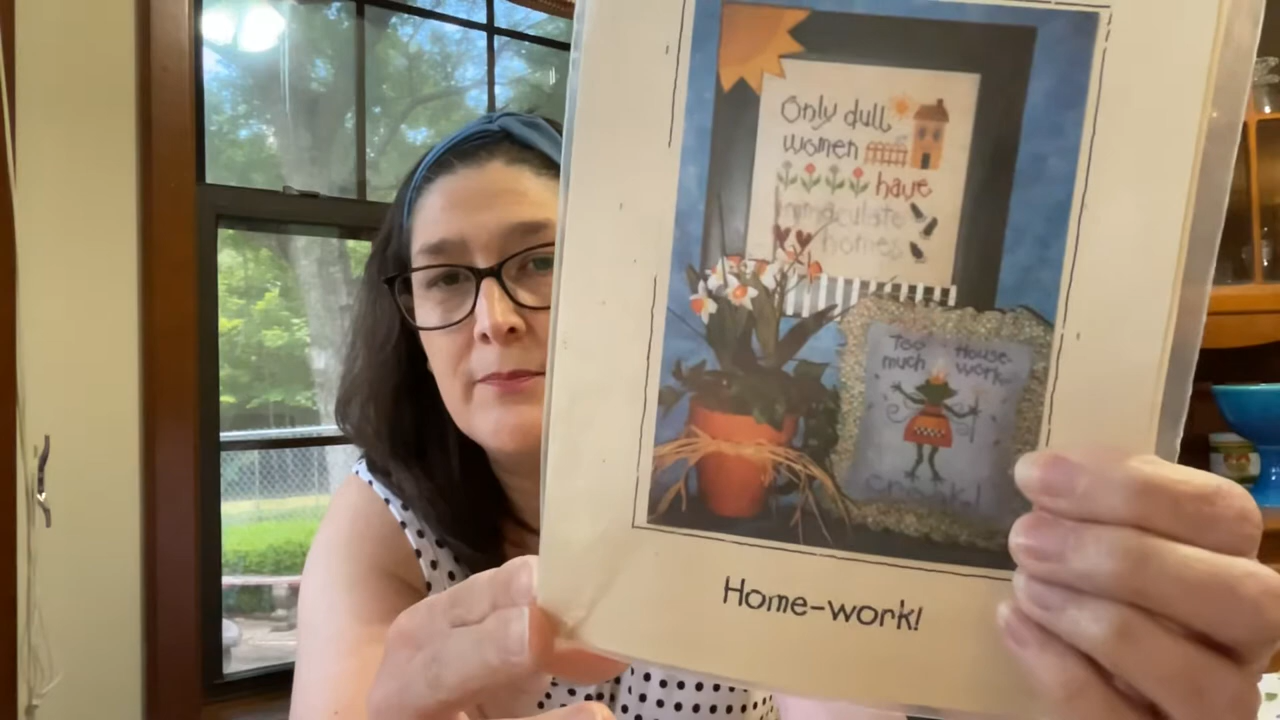 Only dull
women
have
immaculate
homes
Too House-
much work
Croak!
Home-work!